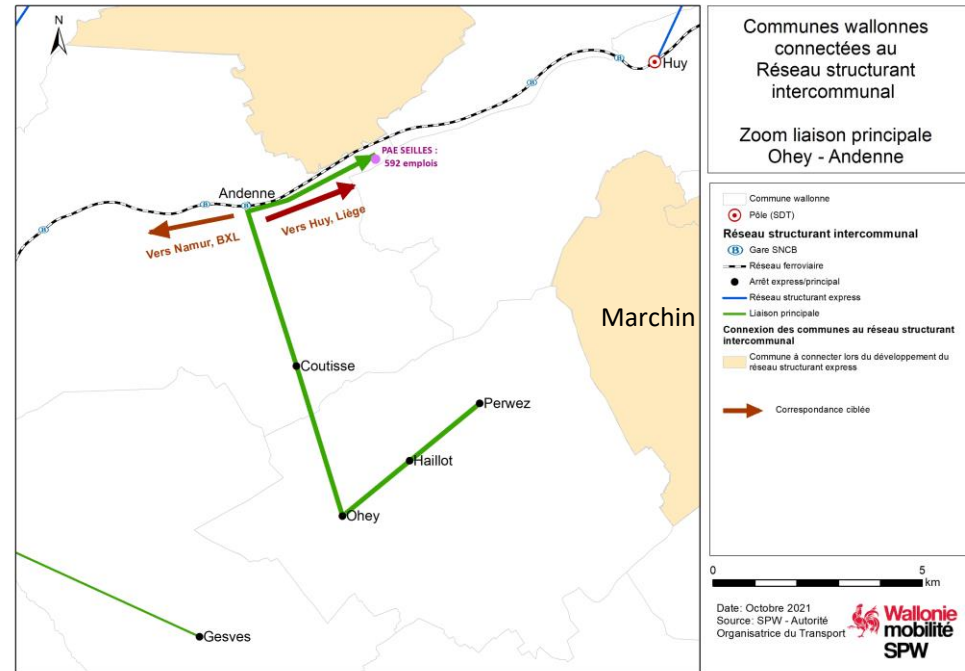 N
Huy
PAE SEILLES :
592 emplois
Andenne
Vers Namur, BXL
Vers Huy, Liège
Marchin
Coutisse
Perwez
Haillot
Ohey
Gesves
Communes wallonnes
connectées au
Réseau structurant
intercommunal
Zoom liaison principale
Ohey - Andenne
Commune wallonne
Pôle (SDT)
Réseau structurant intercommunal
B Gare SNCB
Réseau ferroviaire
Arrêt express/principal
Réseau structurant express
Liaison principale
Connexion des communes au réseau structurant
intercommunal
Commune à connecter lors du développement du
réseau structurant express
Correspondance ciblée
0 5
km
Date: Octobre 2021
Source: SPW - Autorité
Organisatrice du Transport
Wallonie
mobilité
SPW